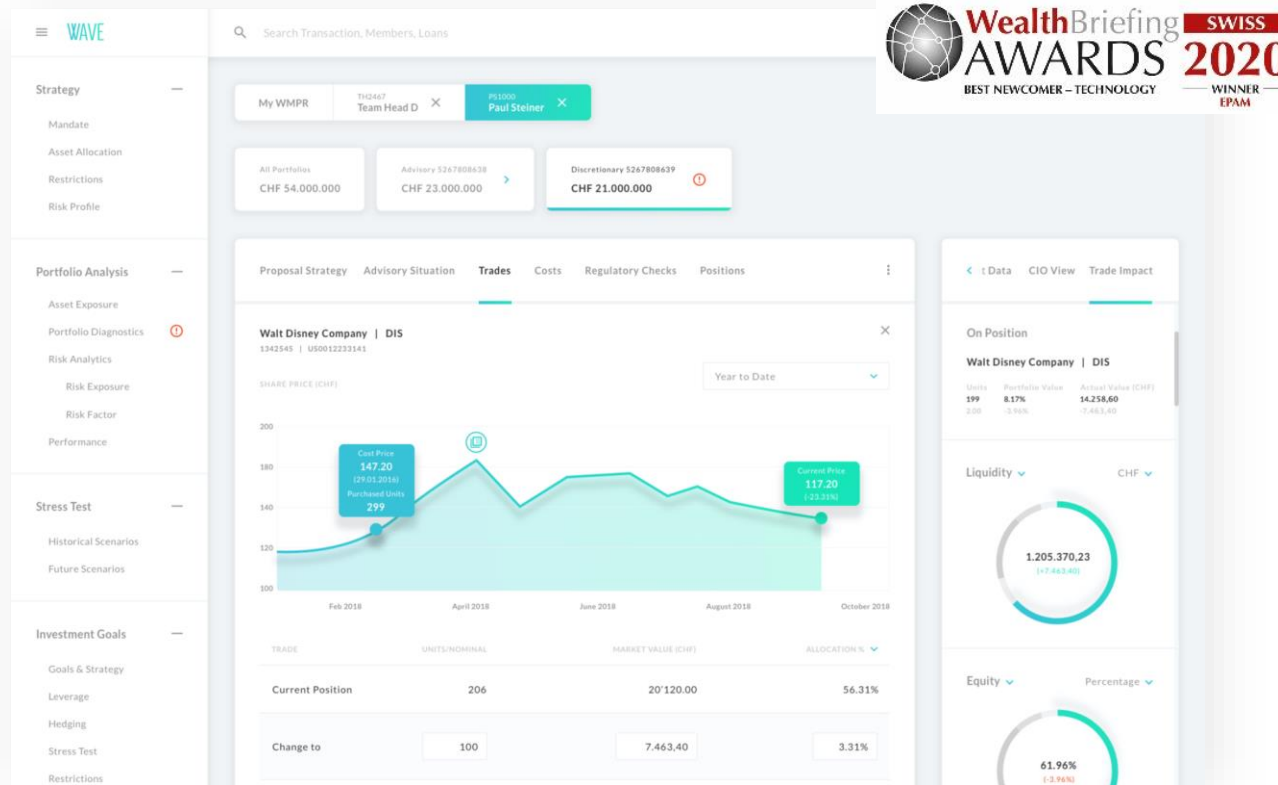 WAVE
Search Transaction, Members, Loans
WealthBriefing
AWARDS
BEST NEWCOMER – TECHNOLOGY
SWISS
2020
WINNER
EPAM
Strategy
Mandate
Asset Allocation
Restrictions
Risk Profile
Portfolio Analysis
Asset Exposure
Portfolio Diagnostics
Risk Analytics
Risk Exposure
Risk Factor
Performance
Stress Test
Historical Scenarios
Future Scenarios
Investment Goals
Goals & Strategy
Leverage
Hedging
Stress Test
Restrictions
My WMPR
TH2467
Team Head D
PS1000
Paul Steiner
All Portfolios
CHF 54.000.000
Advisory 5267808638
CHF 23.000.000
Discretionary 5267808639
CHF 21.000.000
Proposal Strategy Advisory Situation Trades Costs Regulatory Checks Positions
Walt Disney Company | DIS
1342545 | US0012233141
SHARE PRICE (CHF)
Year to Date
200
180
140
120
100
Cost Price
147.20
(29.01.2016)
Purchased Units
299
Current Price
117.20
(-23.31%)
Feb 2018 April 2018 June 2018 August 2018 October 2018
TRADE UNITS/NOMINAL MARKET VALUE (CHF) ALLOCATION %
Current Position 206 20'120.00 56.31%
Change to 100 7.463,40 3.31%
t Data CIO View Trade Impact
On Position
Walt Disney Company | DIS
Units Portfolio Value Actual Value (CHF)
199 8.17% 14.258,60
2.00 -3.96% -7.463,40
Liquidity CHF
1.205.370,23
(+7.463,40)
Equity Percentage
61.96%
(-3.96%)